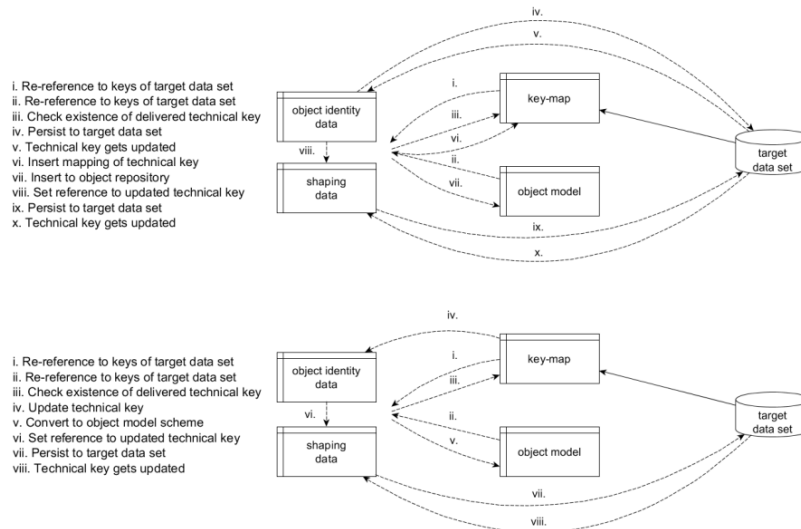 i. Re-reference to keys of target data set
ii. Re-reference to keys of target data set
iii. Check existence of delivered technical key
iv. Persist to target data set
v. Technical key gets updated
vi. Insert mapping of technical key
vii. Insert to object repository
viii. Set reference to updated technical key
ix. Persist to target data set
x. Technical key gets updated
iv.
v.
object identity
data
viii.
shaping
data
i.
iii.
vi.
ii.
vii.
key-map
object model
target
data set
ix.
x.
i. Re-reference to keys of target data set
ii. Re-reference to keys of target data set
iii. Check existence of delivered technical key
iv. Update technical key
v. Convert to object model scheme
vi. Set reference to updated technical key
vii. Persist to target data set
viii. Technical key gets updated
iv.
object identity
data
vi.
shaping
data
i.
iii.
ii.
v.
key-map
object model
target
data set
vii.
viii.